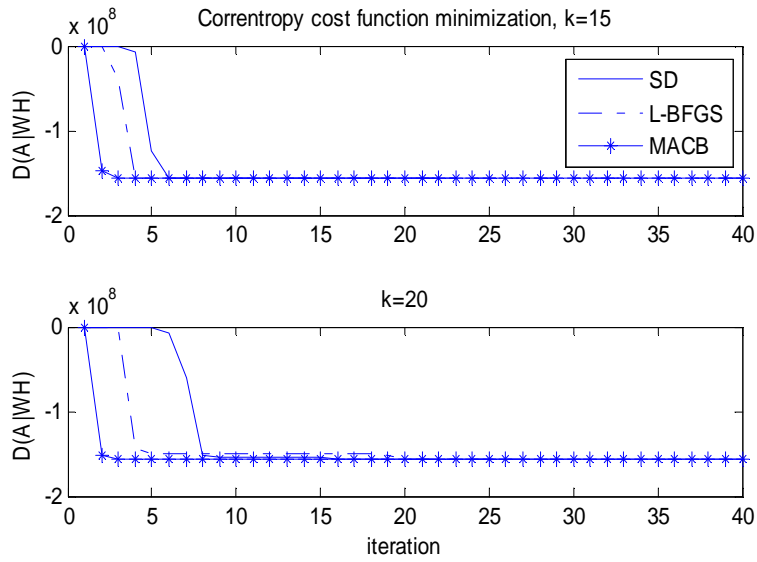 Correntropy cost function minimization, k=15
x 10^8
D(A|WH)
0
-1
-2
0 5 10 15 20 25 30 35 40
SD
L-BFGS
MACB
k=20
x 10^8
D(A|WH)
0
-1
-2
0 5 10 15 20 25 30 35 40
iteration